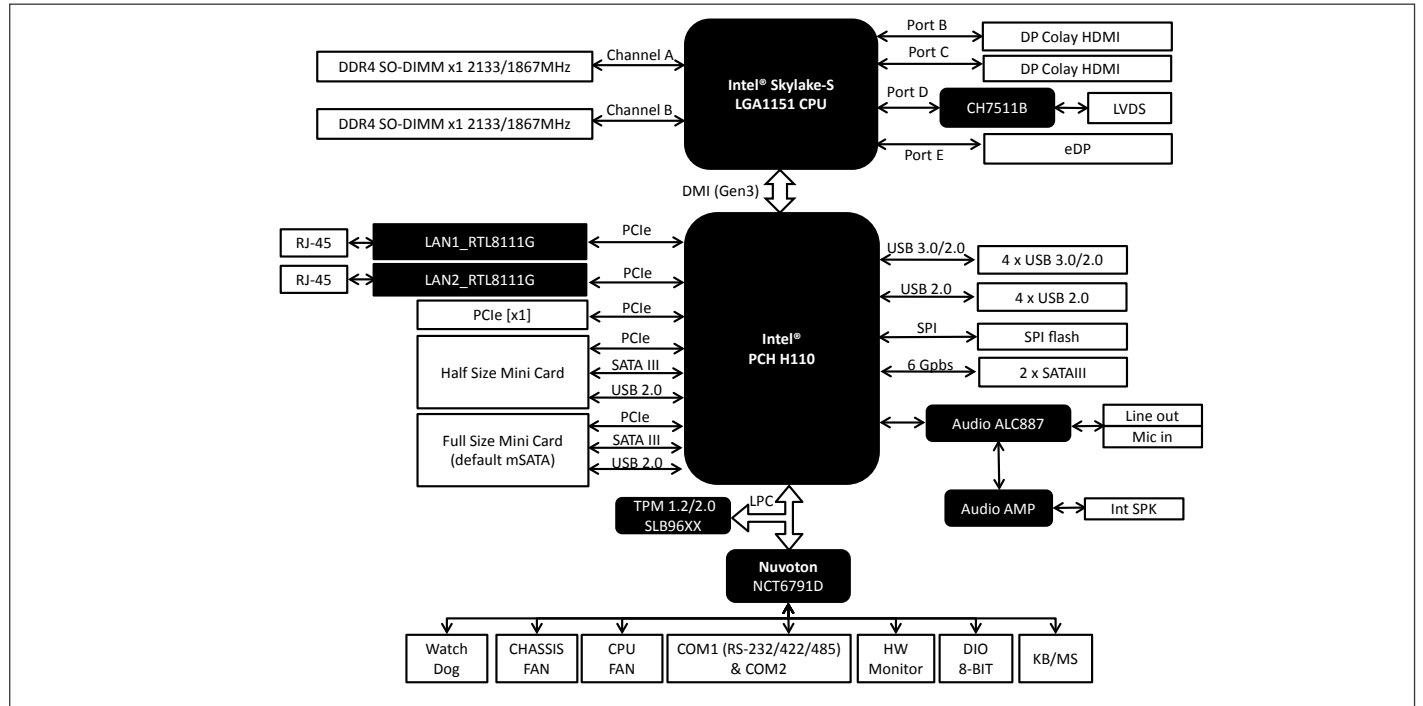 Port B
DP Colay HDMI
DDR4 SO-DIMM x1 2133/1867MHz
Channel A
Intel® Skylake-S
LGA1151 CPU
Port C
DP Colay HDMI
DDR4 SO-DIMM x1 2133/1867MHz
Channel B
Port D
CH7511B
LVDS
Port E
eDP
DMI (Gen3)
RJ-45
LAN1_RTL8111G
PCIe
RJ-45
LAN2_RTL8111G
PCIe
PCIe [x1]
PCIe
Half Size Mini Card
PCIe
SATA III
USB 2.0
Full Size Mini Card
(default mSATA)
PCIe
SATA III
USB 2.0
Intel®
PCH H110
USB 3.0/2.0
4 x USB 3.0/2.0
USB 2.0
4 x USB 2.0
SPI
SPI flash
6 Gpbs
2 x SATAIII
Audio ALC887
Line out
Mic in
Audio AMP
Int SPK
TPM 1.2/2.0
SLB96XX
LPC
Nuvoton
NCT6791D
Watch
Dog
CHASSIS
FAN
CPU
FAN
COM1 (RS-232/422/485)
& COM2
HW
Monitor
DIO
8-BIT
KB/MS